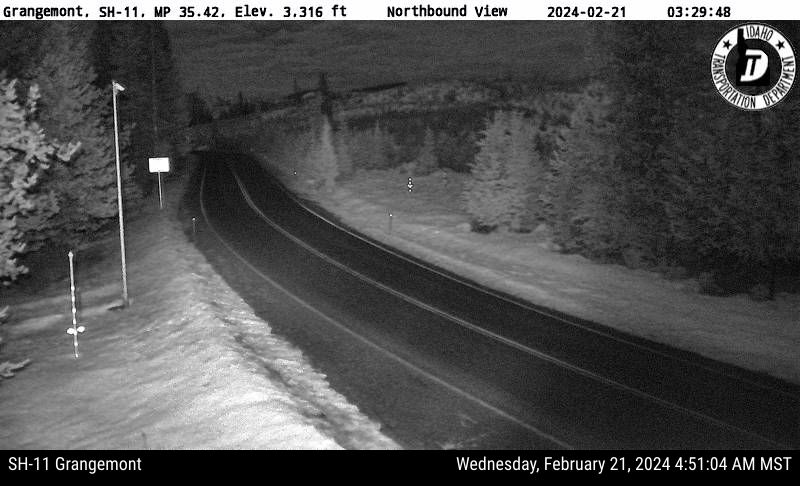 Grangemont, SH-11, MP 35.42, Elev. 3,316 ft Northbound View 2024-02-21 03:29:48
IDAHO
TRANSPORTATION DEPARTMENT
SH-11 Grangemont Wednesday, February 21, 2024 4:51:04 AM MST